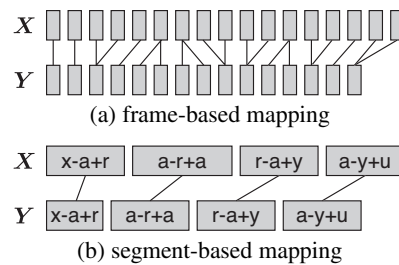 X
Y
(a) frame-based mapping
X x-a+r a-r+a r-a+y a-y+u
Y x-a+r a-r+a r-a+y a-y+u
(b) segment-based mapping